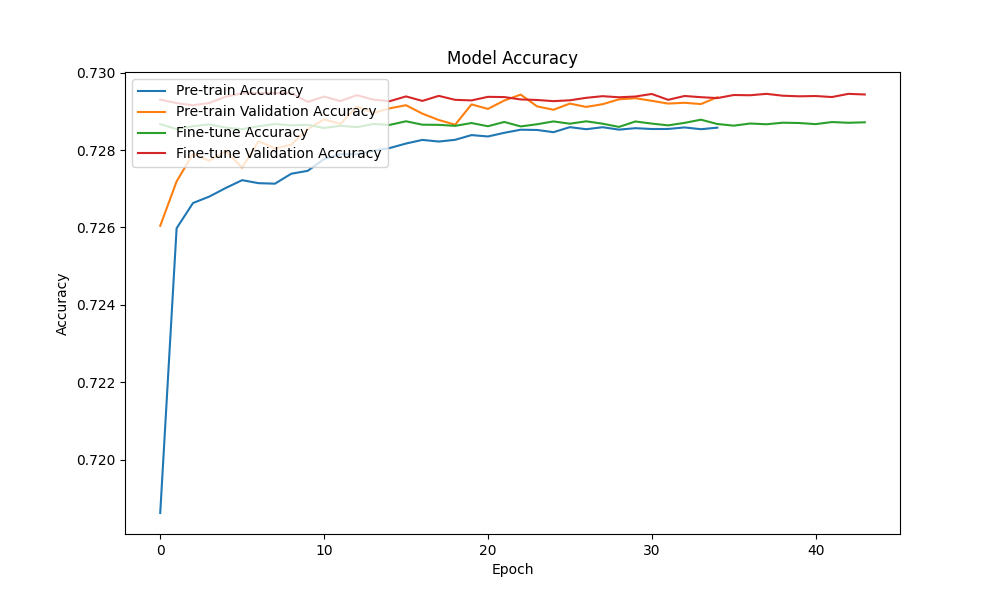 Model Accuracy
Pre-train Accuracy
Pre-train Validation Accuracy
Fine-tune Accuracy
Fine-tune Validation Accuracy
0.730
0.728
0.726
0.724
0.722
0.720
Accuracy
0 10 20 30 40
Epoch